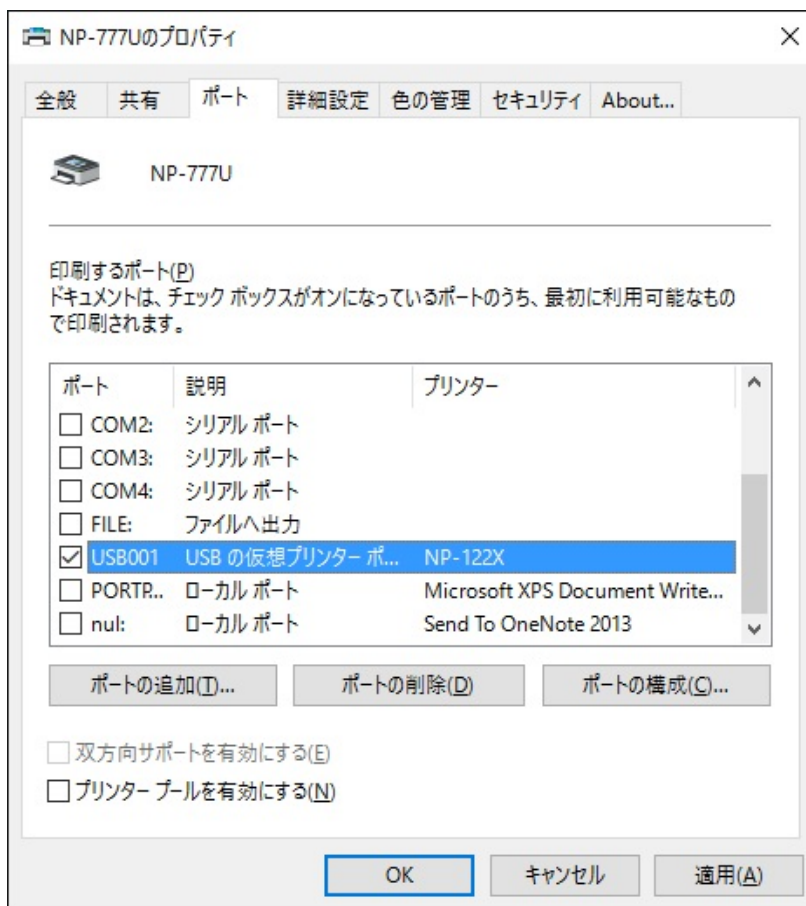 NP-777Uのプロパティ
全般 共有 ポート 詳細設定 色の管理 セキュリティ About...
NP-777U
印刷するポート(P)
ドキュメントは、チェック ボックスがオンになっているポートのうち、最初に利用可能なもの
で印刷されます。
ポート 説明 プリンター
COM2: シリアル ポート
COM3: シリアル ポート
COM4: シリアル ポート
FILE: ファイルへ出力
USB001 USB の仮想プリンター ポ... NP-122X
PORTP... ローカル ポート Microsoft XPS Document Write...
nul: ローカル ポート Send To OneNote 2013
ポートの追加(T)... ポートの削除(D) ポートの構成(C)...
双方向サポートを有効にする(E)
プリンター プールを有効にする(N)
OK キャンセル 適用(A)